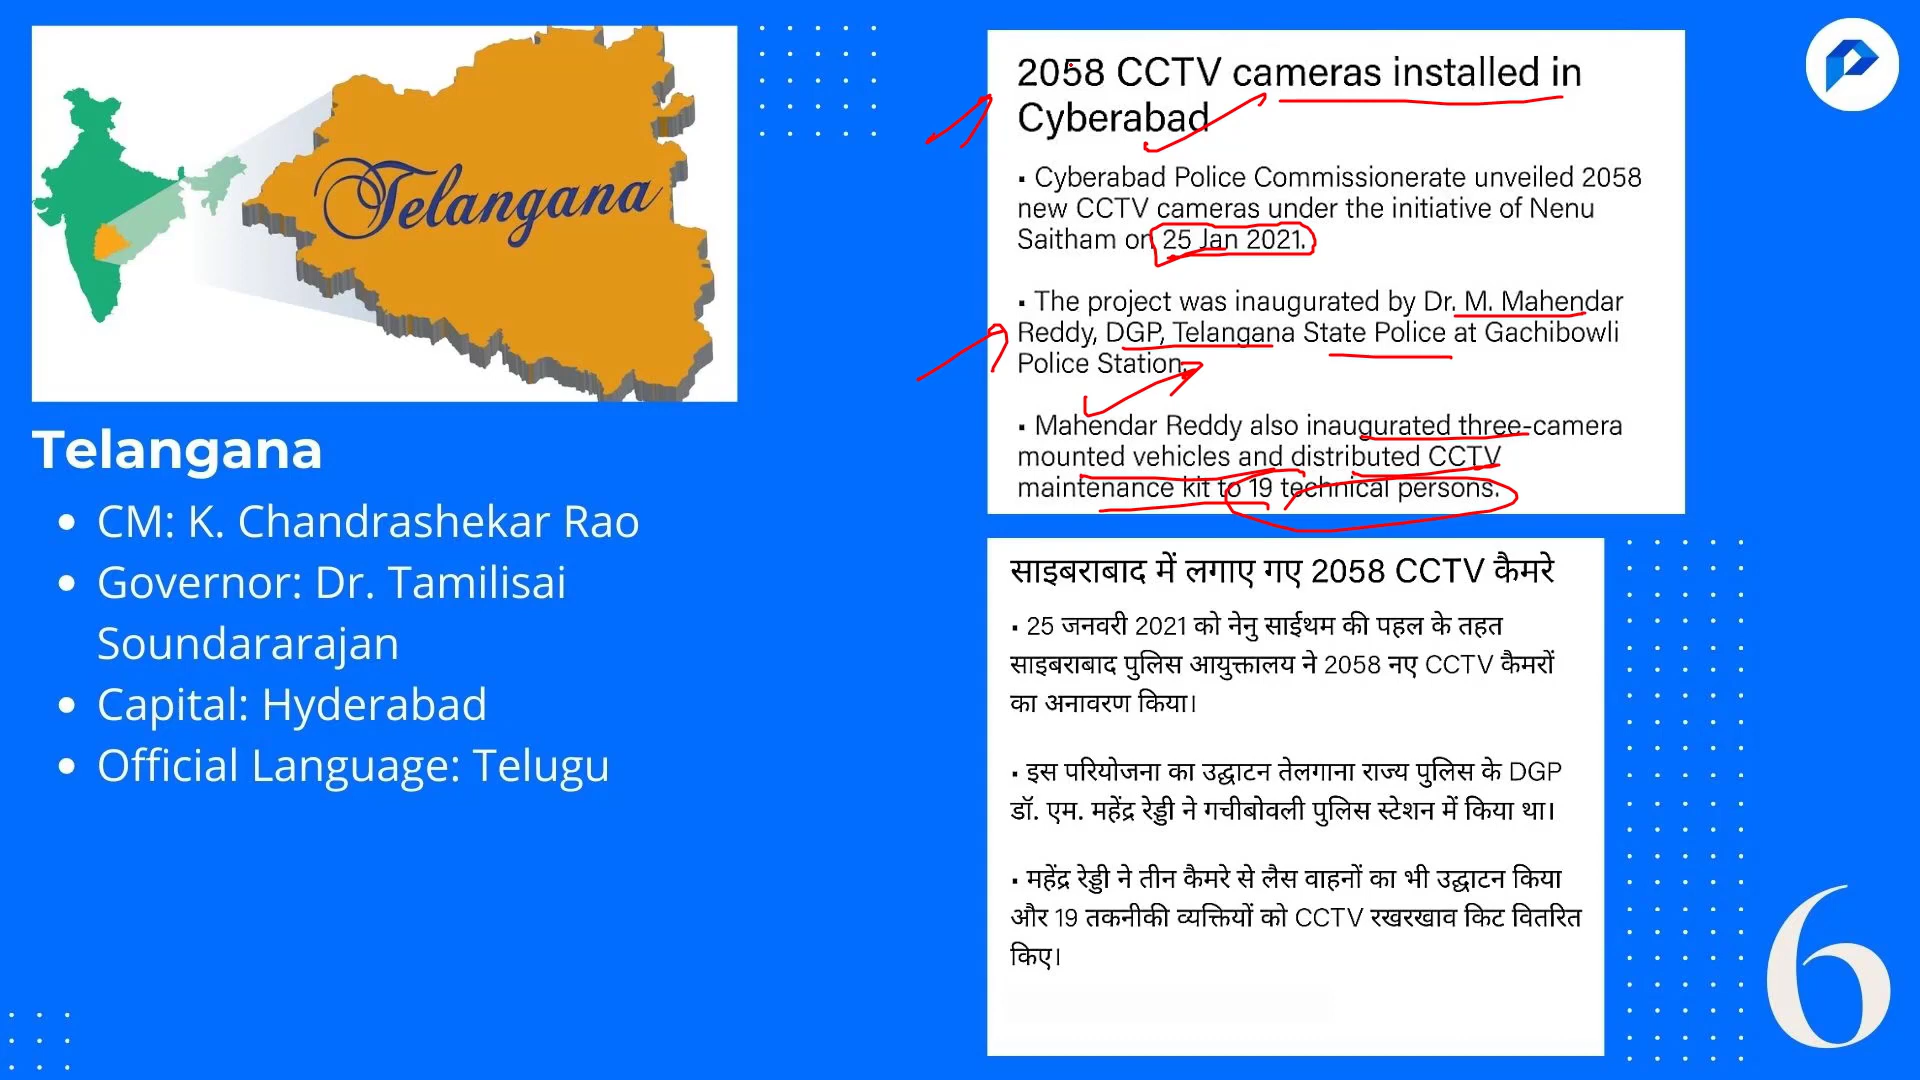 Telangana
Telangana
• CM: K. Chandrashekar Rao
• Governor: Dr. Tamilisai
Soundararajan
• Capital: Hyderabad
• Official Language: Telugu
2058 CCTV cameras installed in
Cyberabad
▪ Cyberabad Police Commissionerate unveiled 2058
new CCTV cameras under the initiative of Nenu
Saitham on 25 Jan 2021.
▪ The project was inaugurated by Dr. M. Mahendar
Reddy, DGP, Telangana State Police at Gachibowli
Police Station.
▪ Mahendar Reddy also inaugurated three-camera
mounted vehicles and distributed CCTV
maintenance kit to 19 technical persons.
साइबराबाद में लगाए गए 2058 CCTV कैमरे
▪ 25 जनवरी 2021 को नेनु साईथम की पहल के तहत
साइबराबाद पुलिस आयुक्तालय ने 2058 नए CCTV कैमरों
का अनावरण किया।
▪ इस परियोजना का उद्घाटन तेलगाना राज्य पुलिस के DGP
डॉ. एम. महेंद्र रेड्डी ने गचीबोवली पुलिस स्टेशन में किया था।
▪ महेंद्र रेड्डी ने तीन कैमरे से लैस वाहनों का भी उद्घाटन किया
और 19 तकनीकी व्यक्तियों को CCTV रखरखाव किट वितरित
किए।
6